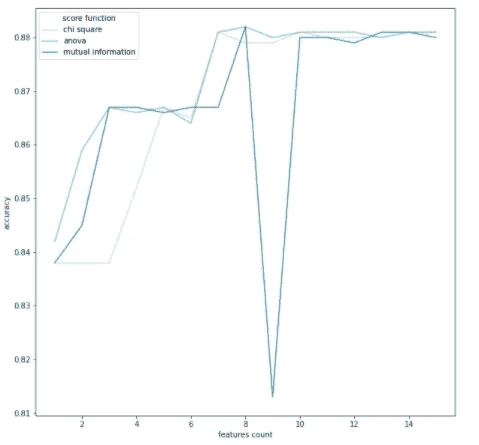 score function
chi square
anova
mutual information
0.88
0.87
0.86
0.85
0.84
0.83
0.82
0.81
accuracy
2 4 6 8 10 12 14
features count